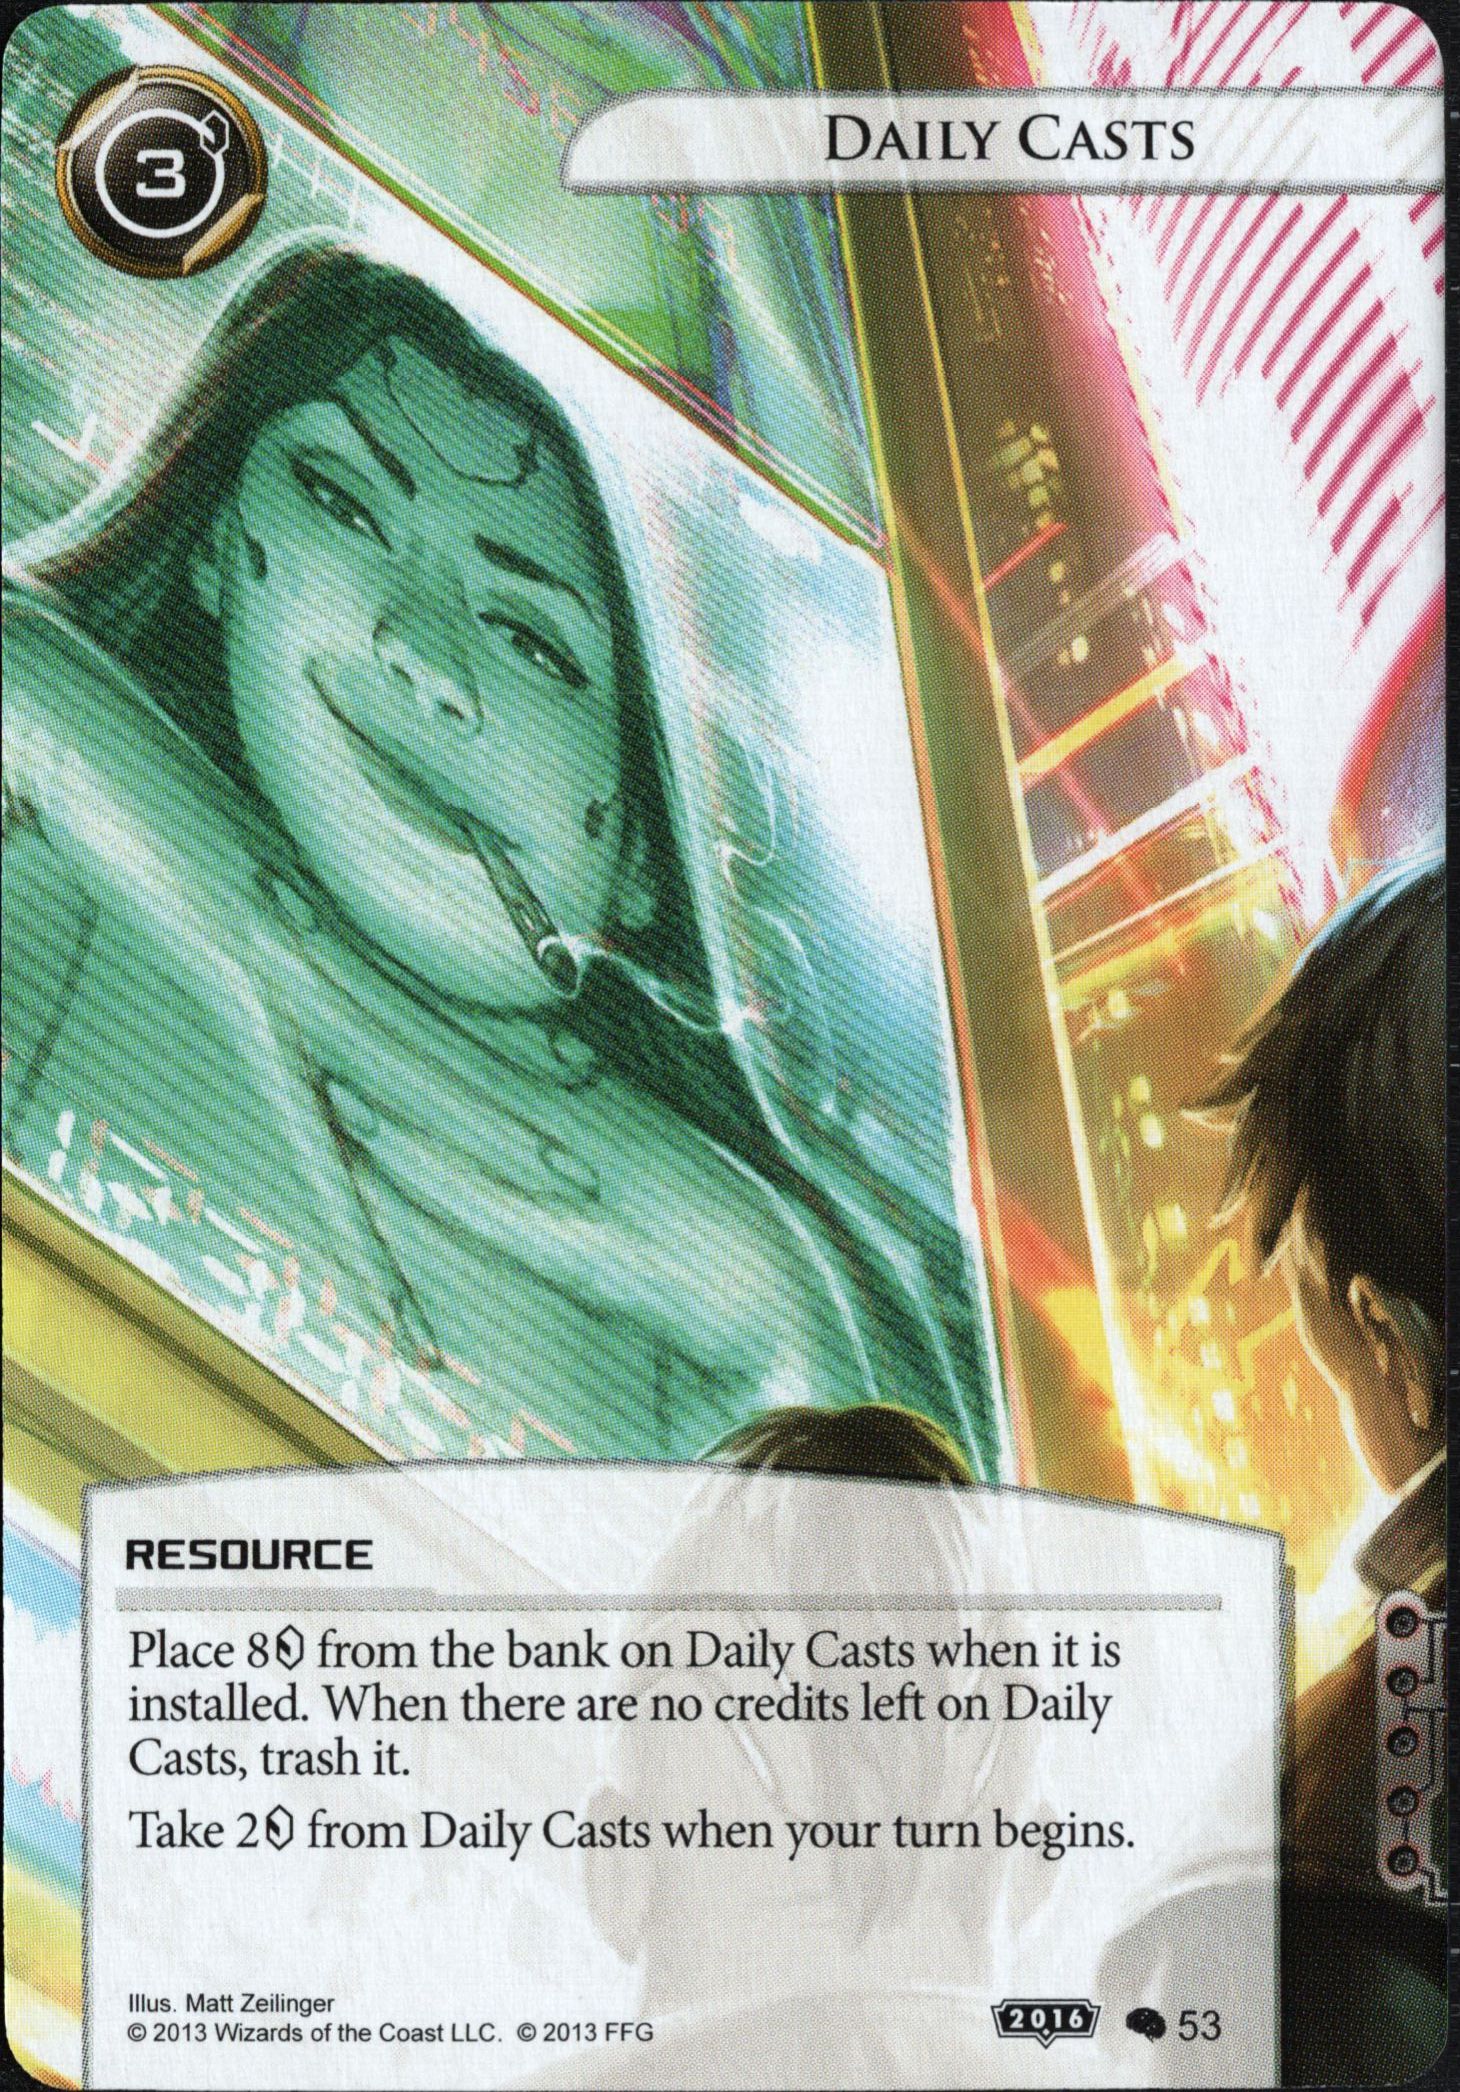 3
DAILY CASTS
RESOURCE
Place 8 from the bank on Daily Casts when it is
installed. When there are no credits left on Daily
Casts, trash it.
Take 2 from Daily Casts when your turn begins.
Illus. Matt Zeilinger
© 2013 Wizards of the Coast LLC. © 2013 FFG
2016 53